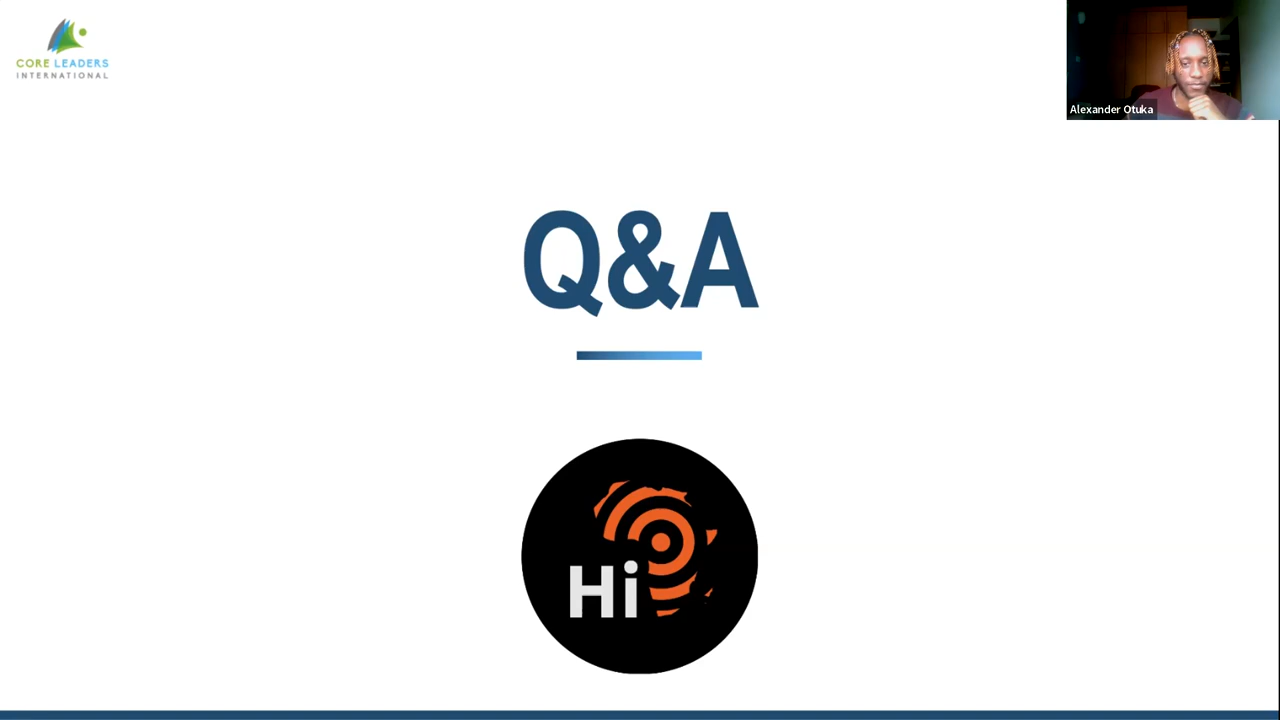 CORE LEADERS
INTERNATIONAL
Alexander Otuka
Q&A
Hi